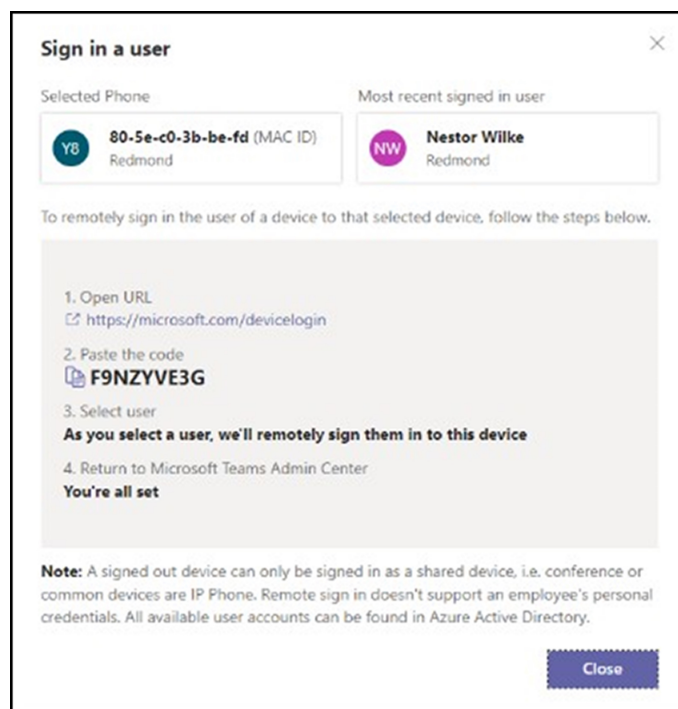 Sign in a user
Selected Phone
Most recent signed in user
Y8
80-5e-c0-3b-be-fd (MAC ID)
Redmond
NW
Nestor Wilke
Redmond
To remotely sign in the user of a device to that selected device, follow the steps below.
1. Open URL
https://microsoft.com/devicelogin
2. Paste the code
F9NZYVE3G
3. Select user
As you select a user, we'll remotely sign them in to this device
4. Return to Microsoft Teams Admin Center
You're all set
Note: A signed out device can only be signed in as a shared device, i.e. conference or
common devices are IP Phone. Remote sign in doesn't support an employee's personal
credentials. All available user accounts can be found in Azure Active Directory.
Close